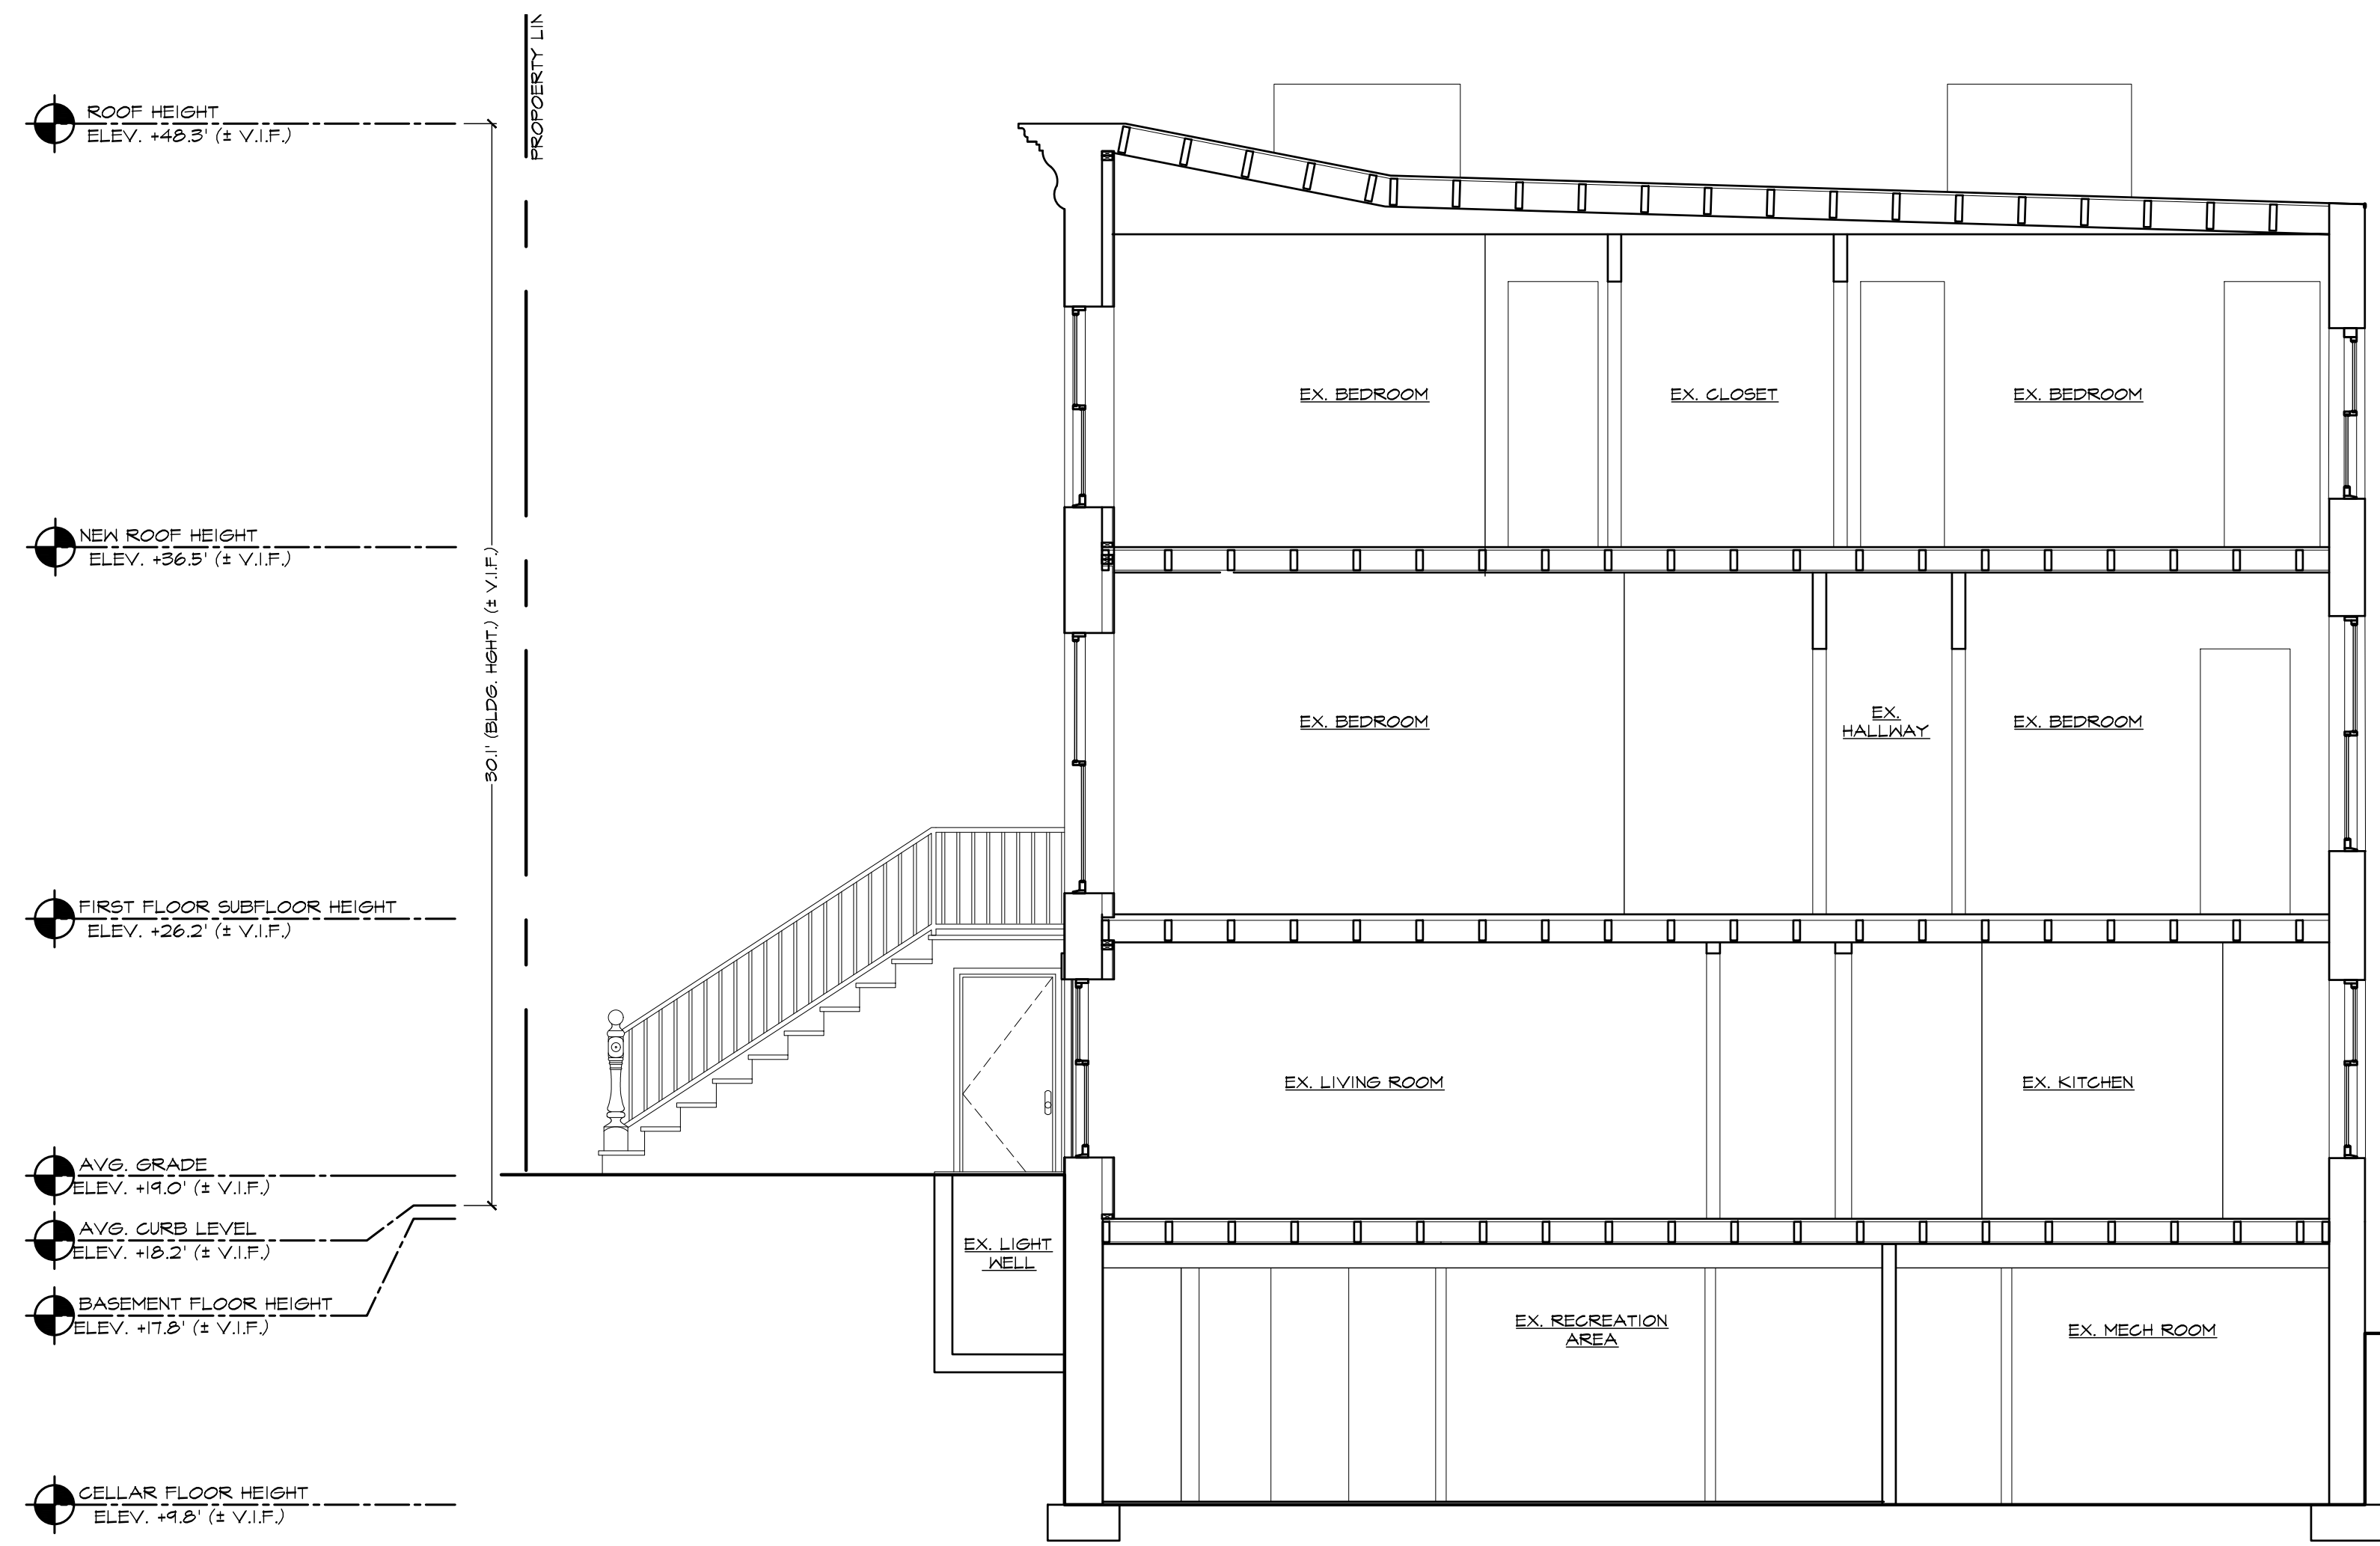 PROPOERTY LIN
ROOF HEIGHT
ELEV. +48.3' (± V.I.F.)
NEW ROOF HEIGHT
ELEV. +36.5' (± V.I.F.)
30.1' (BLDG. HGHT.) (± V.I.F.)
FIRST FLOOR SUBFLOOR HEIGHT
ELEV. +26.2' (± V.I.F.)
AVG. GRADE
ELEV. +19.0' (± V.I.F.)
AVG. CURB LEVEL
ELEV. +18.2' (± V.I.F.)
BASEMENT FLOOR HEIGHT
ELEV. +17.8' (± V.I.F.)
CELLAR FLOOR HEIGHT
ELEV. +9.8' (± V.I.F.)
EX. BEDROOM
EX. CLOSET
EX. BEDROOM
EX. BEDROOM
EX.
HALLWAY
EX. BEDROOM
EX. LIVING ROOM
EX. KITCHEN
EX. LIGHT
WELL
EX. RECREATION
AREA
EX. MECH ROOM